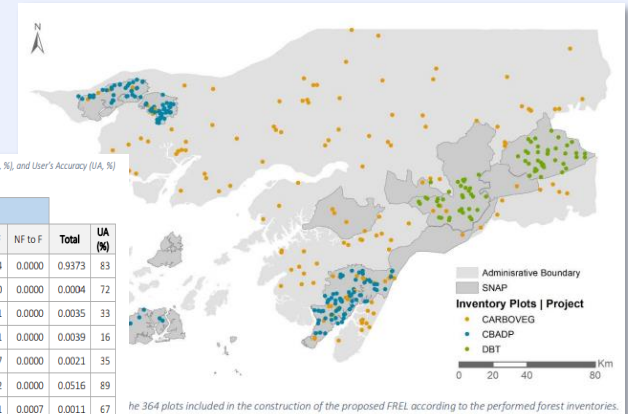 N
, %), and User's Accuracy (UA, %)
NF to F Total UA (%)
0.0000 0.9373 83
0.0000 0.0004 72
0.0000 0.0035 33
0.0000 0.0039 16
0.0000 0.0021 35
0.0000 0.0516 89
0.0007 0.0011 67
Adminisrative Boundary
SNAP
Inventory Plots | Project
CARBOVEG
CBADP
DBT
Km
0 20 40 60 80
he 364 plots included in the construction of the proposed FREL according to the performed forest inventories.